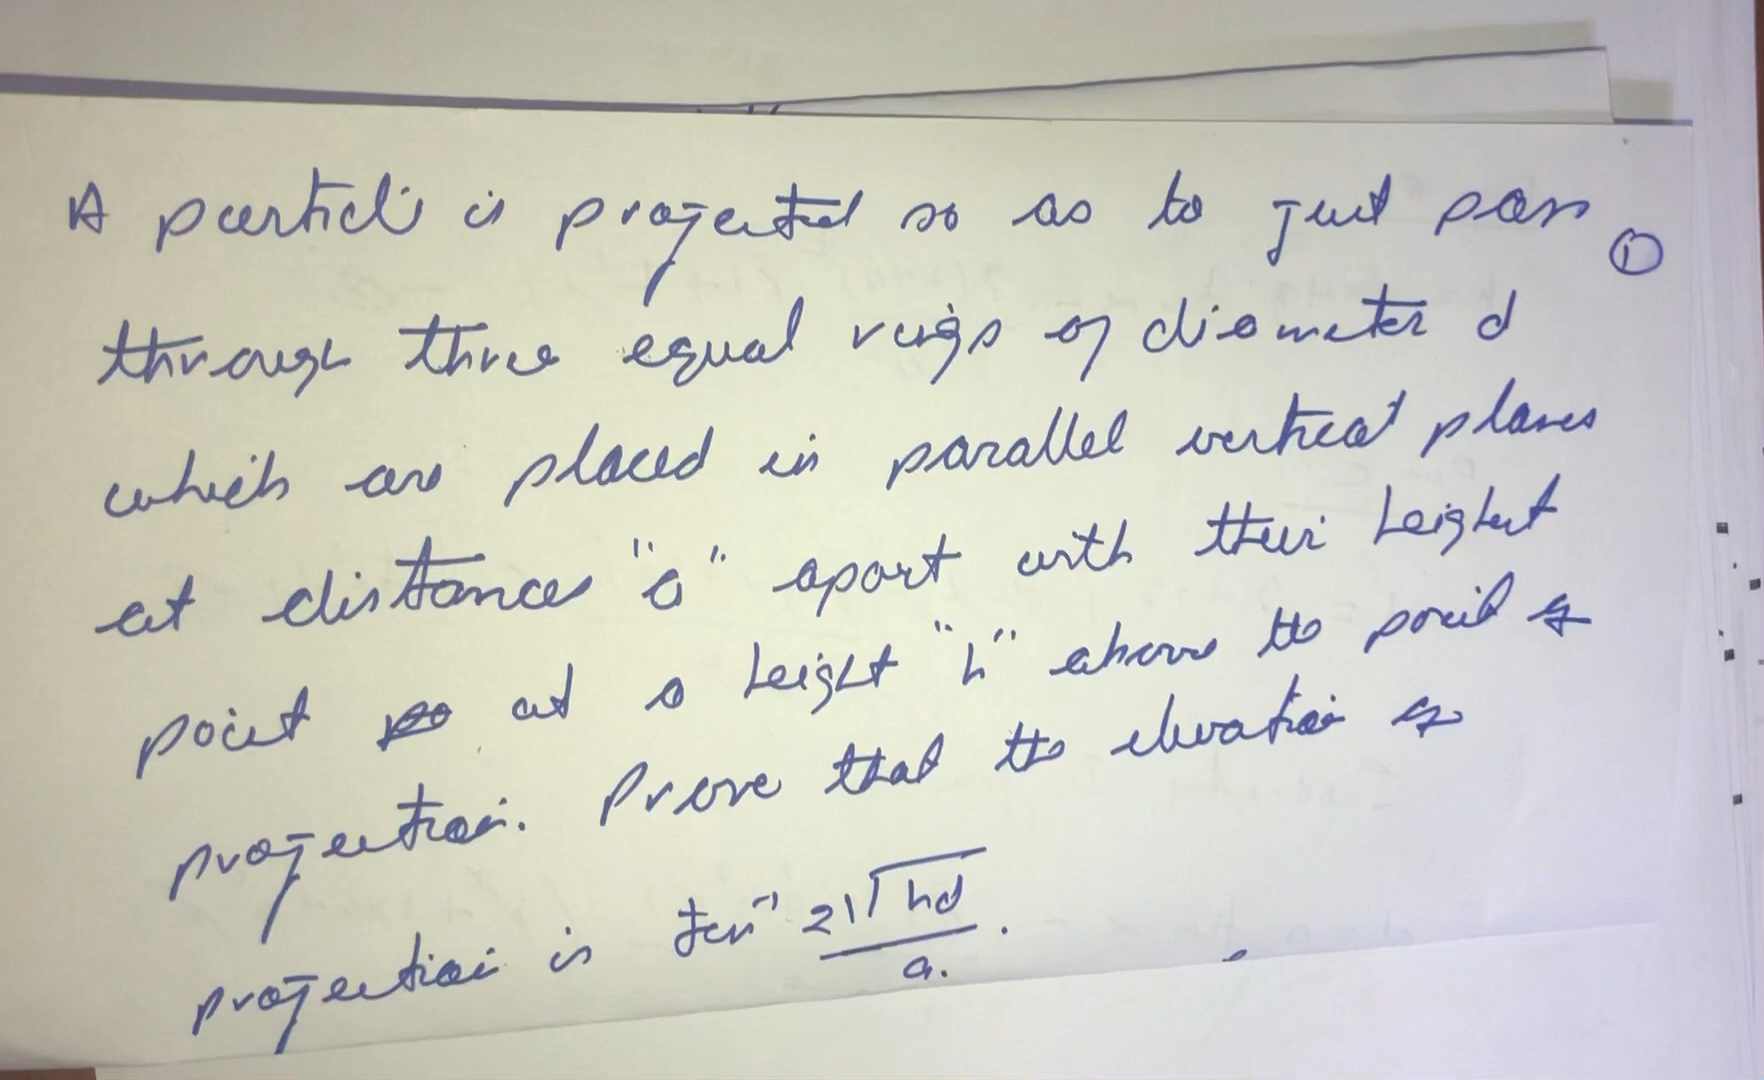 A particle is projected so as to just pass
①
through three equal rings of diameter d
which are placed in parallel vertical planes
at distances "a" apart with their highest
point at a height "h" above the point of
projection. Prove that the elevation of
projection is tan⁻¹ 2√hd / a.